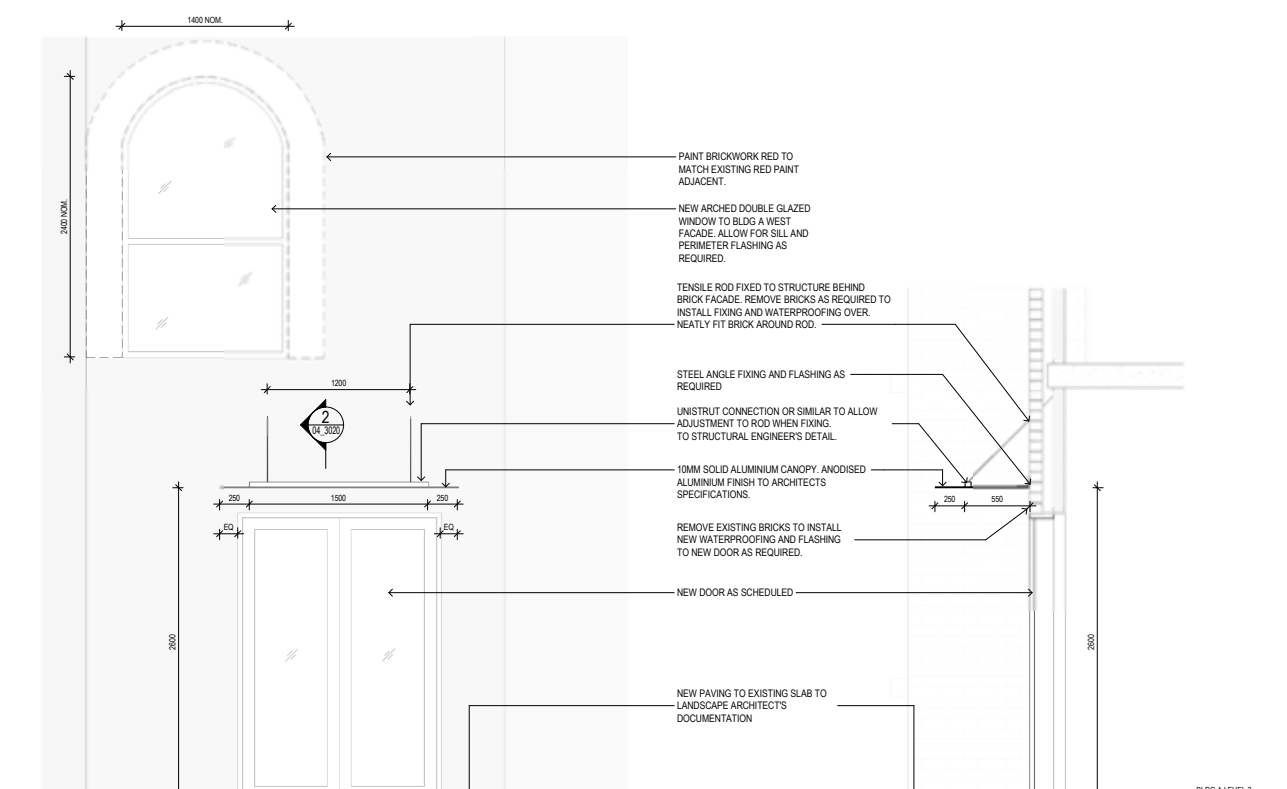 1400 NOM.
2400 NOM.
PAINT BRICKWORK RED TO
MATCH EXISTING RED PAINT
ADJACENT.
NEW ARCHED DOUBLE GLAZED
WINDOW TO BLDG A WEST
FACADE. ALLOW FOR SILL AND
PERIMETER FLASHING AS
REQUIRED.
TENSILE ROD FIXED TO STRUCTURE BEHIND
BRICK FACADE. REMOVE BRICKS AS REQUIRED TO
INSTALL FIXING AND WATERPROOFING OVER.
NEATLY FIT BRICK AROUND ROD.
STEEL ANGLE FIXING AND FLASHING AS
REQUIRED
1200
2
04_3020
UNISTRUT CONNECTION OR SIMILAR TO ALLOW
ADJUSTMENT TO ROD WHEN FIXING.
TO STRUCTURAL ENGINEER'S DETAIL.
10MM SOLID ALUMINIUM CANOPY. ANODISED
ALUMINIUM FINISH TO ARCHITECTS
SPECIFICATIONS.
250 1500 250
250 550
EQ EQ
REMOVE EXISTING BRICKS TO INSTALL
NEW WATERPROOFING AND FLASHING
TO NEW DOOR AS REQUIRED.
NEW DOOR AS SCHEDULED
2600
2600
NEW PAVING TO EXISTING SLAB TO
LANDSCAPE ARCHITECT'S
DOCUMENTATION